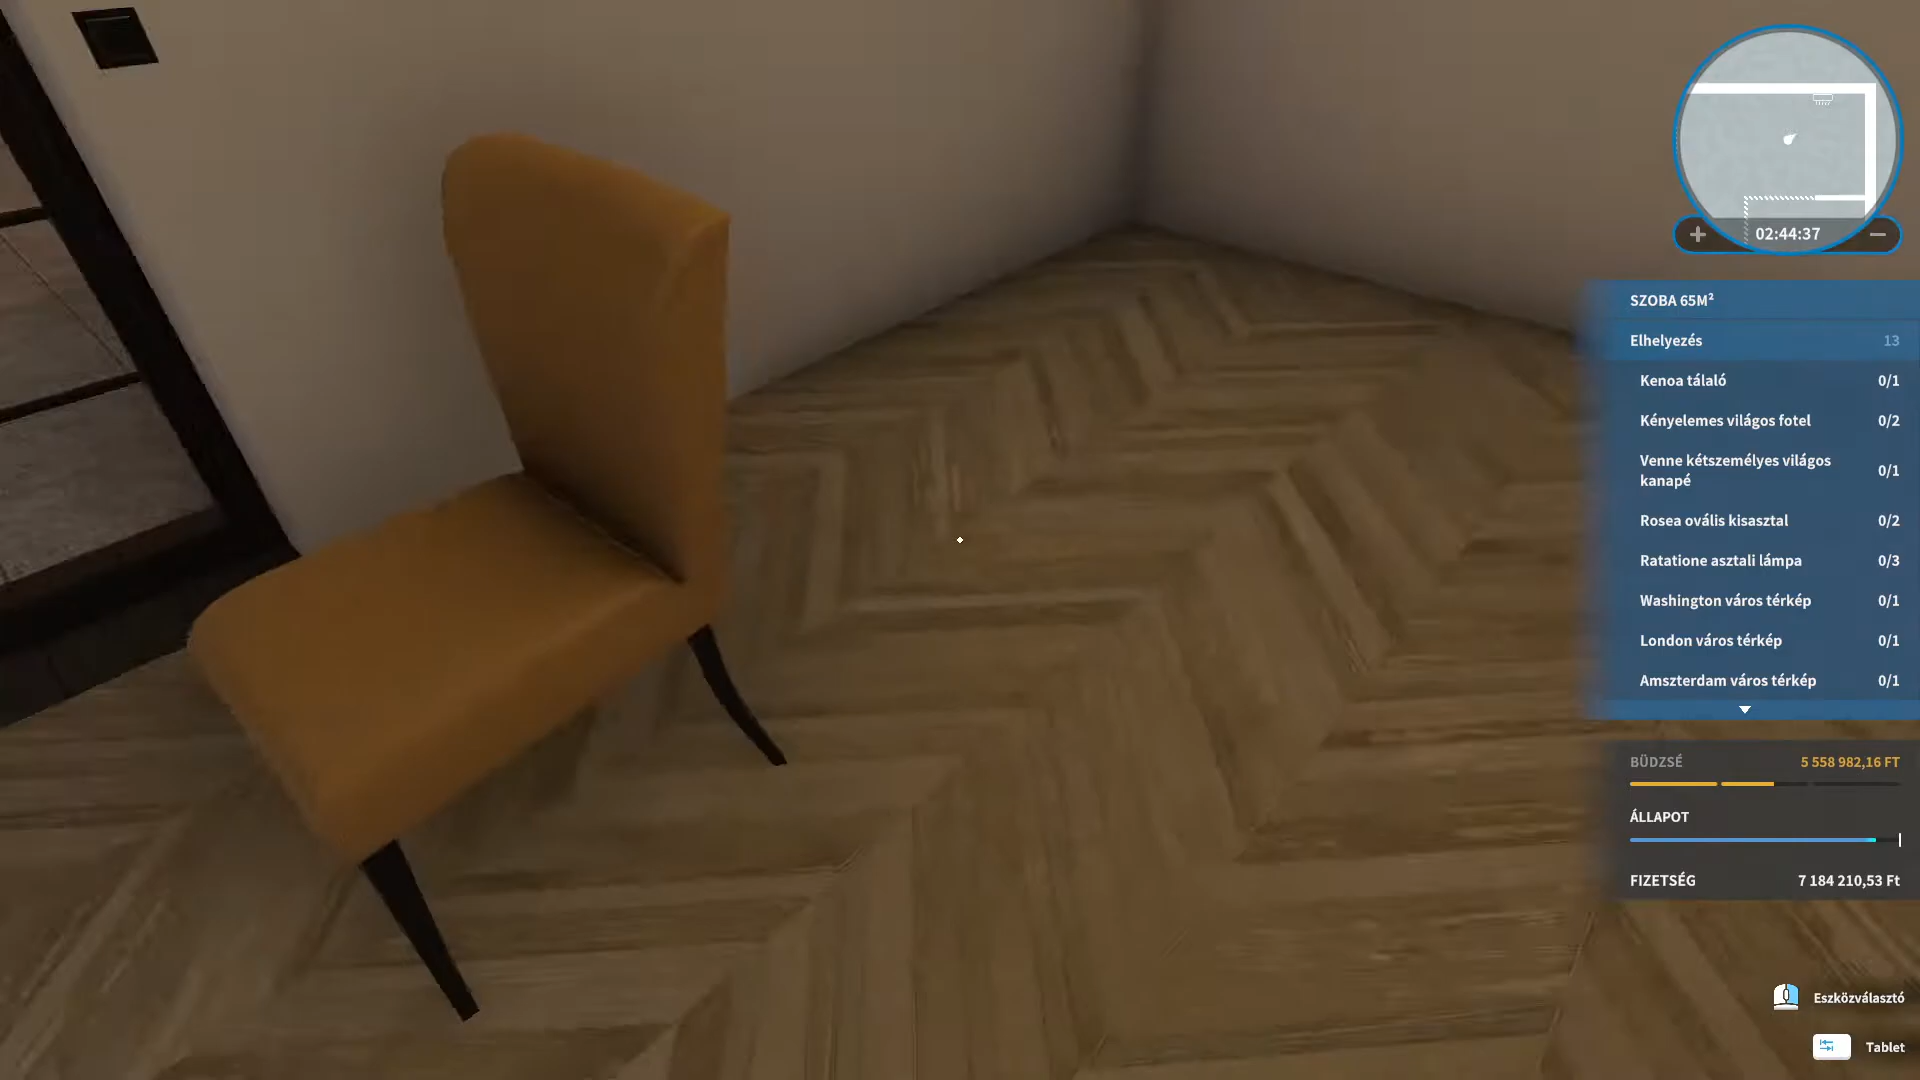 02:44:37
SZOBA 65M²
Elhelyezés 13
Kenoa tálaló 0/1
Kényelemes világos fotel 0/2
Venne kétszemélyes világos
kanapé 0/1
Rosea ovális kisasztal 0/2
Ratatione asztali lámpa 0/3
Washington város térkép 0/1
London város térkép 0/1
Amszterdam város térkép 0/1
BÜDZSÉ 5 558 982,16 FT
ÁLLAPOT
FIZETSÉG 7 184 210,53 Ft
Eszközválasztó
Tablet